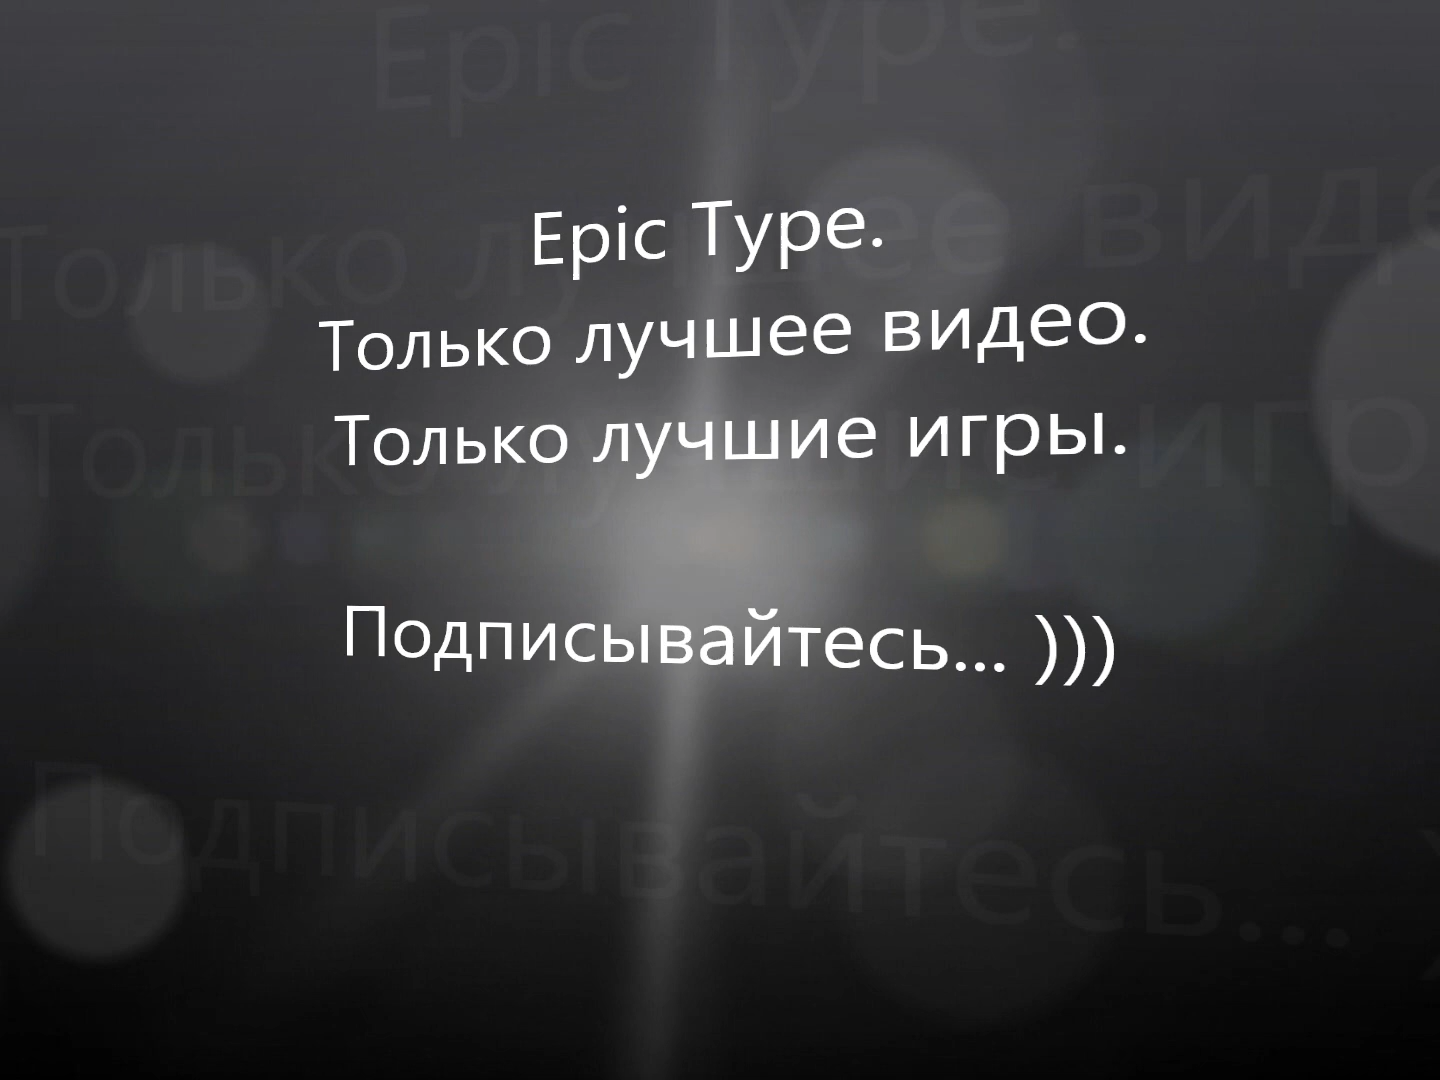 Epic Type.
Только лучшее видео.
Только лучшие игры.
Подписывайтесь... )))